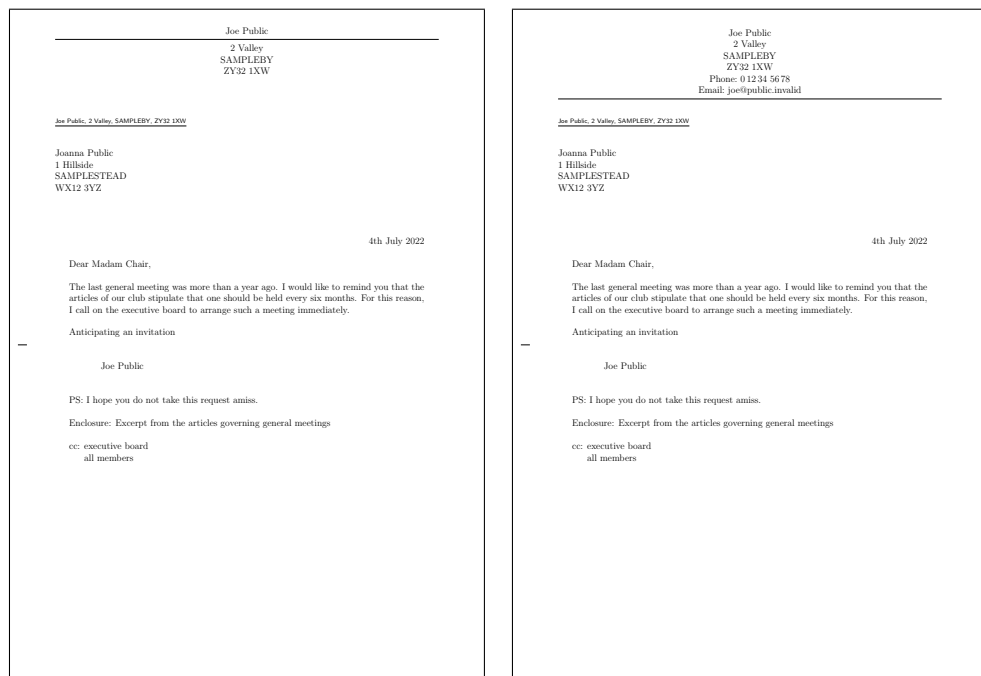 Joe Public
2 Valley
SAMPLEBY
ZY32 1XW
Joe Public, 2 Valley, SAMPLEBY, ZY32 1XW
Joanna Public
1 Hillside
SAMPLESTEAD
WX12 3YZ
4th July 2022
Dear Madam Chair,
The last general meeting was more than a year ago. I would like to remind you that the
articles of our club stipulate that one should be held every six months. For this reason,
I call on the executive board to arrange such a meeting immediately.
Anticipating an invitation
Joe Public
PS: I hope you do not take this request amiss.
Enclosure: Excerpt from the articles governing general meetings
cc: executive board
all members
Joe Public
2 Valley
SAMPLEBY
ZY32 1XW
Phone: 0 12 34 56 78
Email: joe@public.invalid
Joe Public, 2 Valley, SAMPLEBY, ZY32 1XW
Joanna Public
1 Hillside
SAMPLESTEAD
WX12 3YZ
4th July 2022
Dear Madam Chair,
The last general meeting was more than a year ago. I would like to remind you that the
articles of our club stipulate that one should be held every six months. For this reason,
I call on the executive board to arrange such a meeting immediately.
Anticipating an invitation
Joe Public
PS: I hope you do not take this request amiss.
Enclosure: Excerpt from the articles governing general meetings
cc: executive board
all members